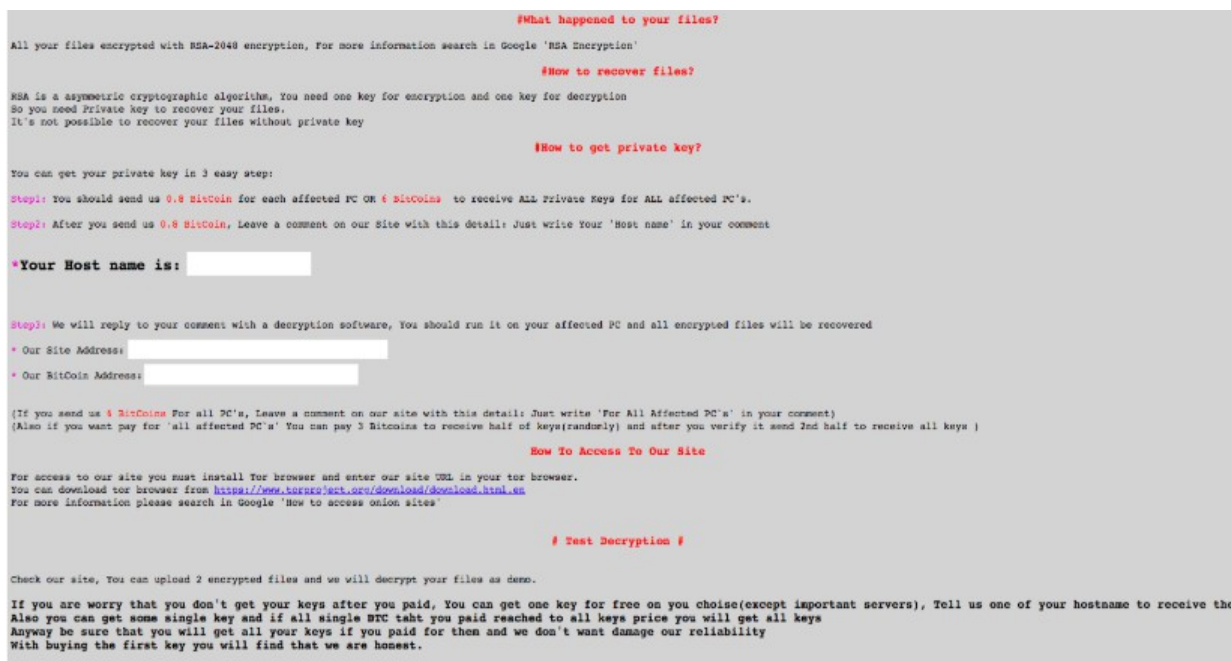 #What happened to your files?
All your files encrypted with RSA-2048 encryption, For more information search in Google 'RSA Encryption'
#How to recover files?
RSA is a asymmetric cryptographic algorithm, You need one key for encryption and one key for decryption
So you need Private key to recover your files.
It's not possible to recover your files without private key
#How to get private key?
You can get your private key in 3 easy step:
Step1: You should send us 0.8 BitCoin for each affected PC OR 6 BitCoins to receive ALL Private Keys for ALL affected PC's.
Step2: After you send us 0.8 BitCoin, Leave a comment on our Site with this detail: Just write Your 'Host name' in your comment
*Your Host name is:
Step3: We will reply to your comment with a decryption software, You should run it on your affected PC and all encrypted files will be recovered
* Our Site Address:
* Our BitCoin Address:
(If you send us 6 BitCoins For all PC's, Leave a comment on our site with this detail: Just write 'For All Affected PC's' in your comment)
(Also if you want pay for 'all affected PC's' You can pay 3 Bitcoins to receive half of keys(randomly) and after you verify it send 2nd half to receive all keys )
How To Access To Our Site
For access to our site you must install Tor browser and enter our site URL in your tor browser.
You can download tor browser from https://www.torproject.org/download/download.html.en
For more information please search in Google 'How to access onion sites'
# Test Decryption #
Check our site, You can upload 2 encrypted files and we will decrypt your files as demo.
If you are worry that you don't get your keys after you paid, You can get one key for free on you choise(except important servers), Tell us one of your hostname to receive the
Also you can get some single key and if all single BTC taht you paid reached to all keys price you will get all keys
Anyway be sure that you will get all your keys if you paid for them and we don't want damage our reliability
With buying the first key you will find that we are honest.